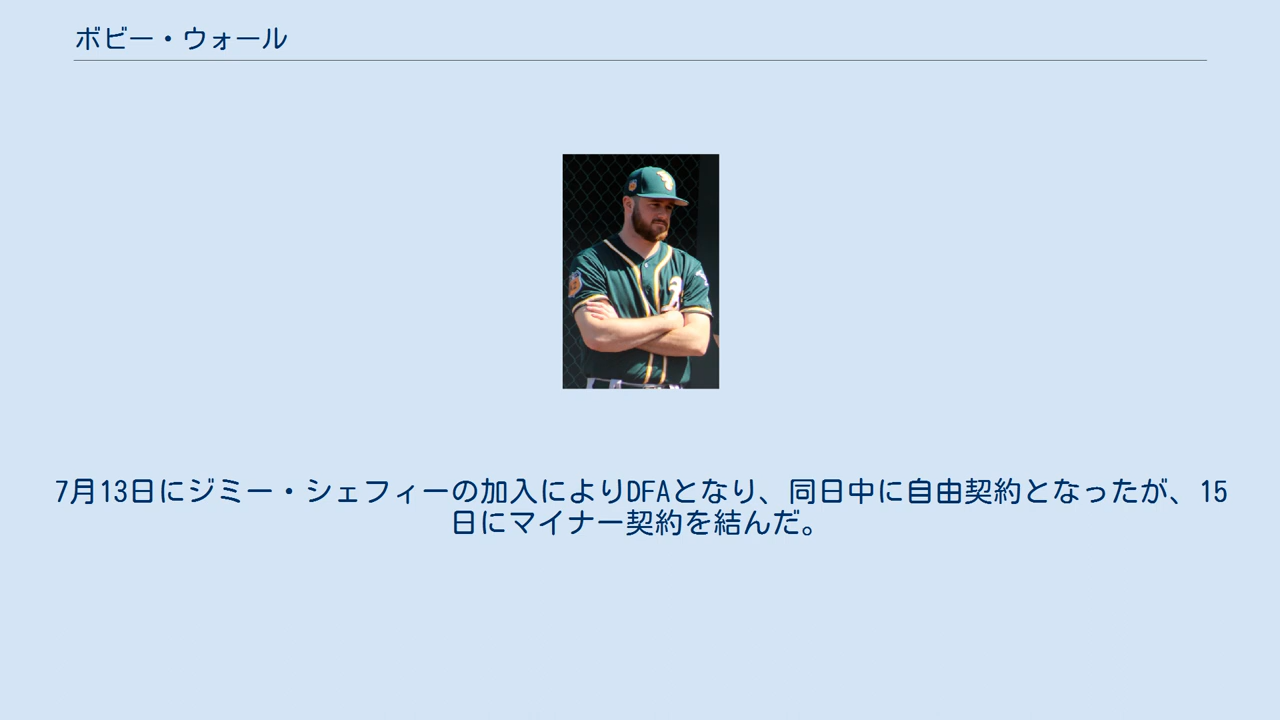 ボビー・ウォール
7月13日にジミー・シェフィーの加入によりDFAとなり、同日中に自由契約となったが、15
日にマイナー契約を結んだ。